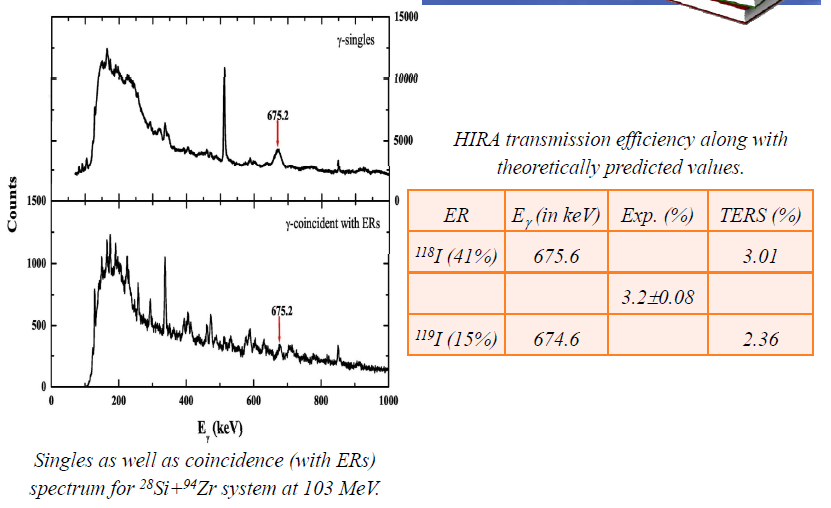 γ-singles
675.2
15000
10000
5000
0
Counts
1500
1000
500
0
γ-coincident with ERs
675.2
0 200 400 600 800 1000
Eγ (keV)
Singles as well as coincidence (with ERs)
spectrum for ²⁸Si+⁹⁴Zr system at 103 MeV.
HIRA transmission efficiency along with
theoretically predicted values.
ER Eγ (in keV) Exp. (%) TERS (%)
¹¹⁸I (41%) 675.6 3.01
3.2±0.08
¹¹⁹I (15%) 674.6 2.36